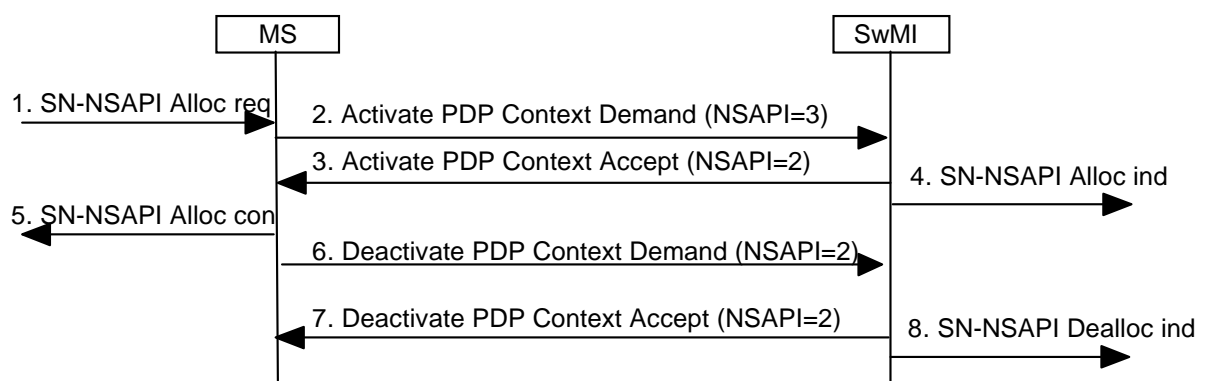 MS
SwMI
1. SN-NSAPI Alloc req
2. Activate PDP Context Demand (NSAPI=3)
3. Activate PDP Context Accept (NSAPI=2)
4. SN-NSAPI Alloc ind
5. SN-NSAPI Alloc con
6. Deactivate PDP Context Demand (NSAPI=2)
7. Deactivate PDP Context Accept (NSAPI=2)
8. SN-NSAPI Dealloc ind